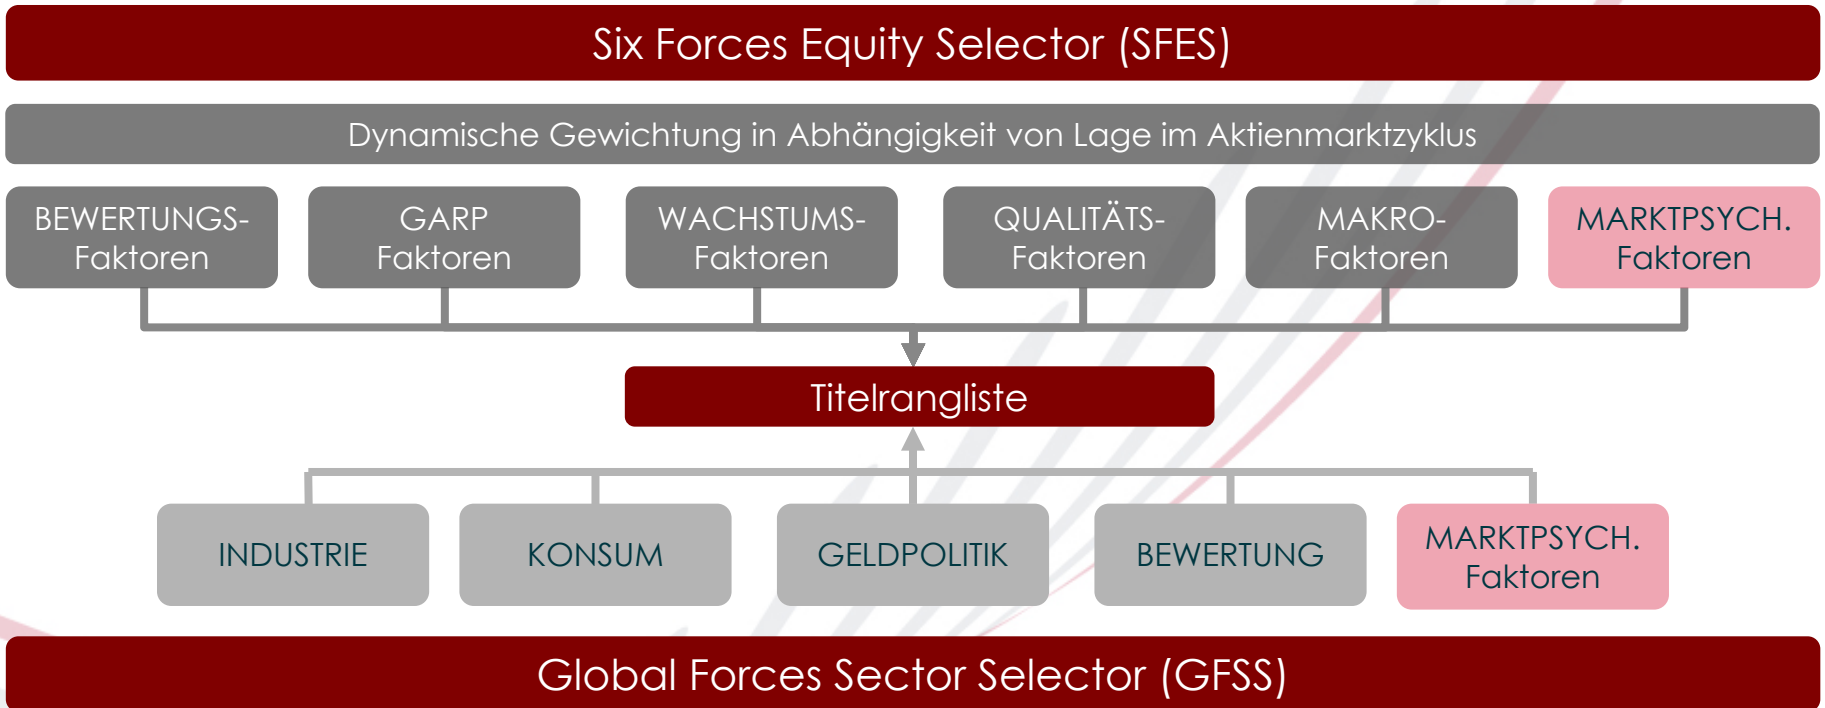 Six Forces Equity Selector (SFES)
Dynamische Gewichtung in Abhängigkeit von Lage im Aktienmarktzyklus
BEWERTUNGS-
Faktoren
GARP
Faktoren
WACHSTUMS-
Faktoren
QUALITÄTS-
Faktoren
MAKRO-
Faktoren
MARKTPSYCH.
Faktoren
Titelrangliste
INDUSTRIE
KONSUM
GELDPOLITIK
BEWERTUNG
MARKTPSYCH.
Faktoren
Global Forces Sector Selector (GFSS)